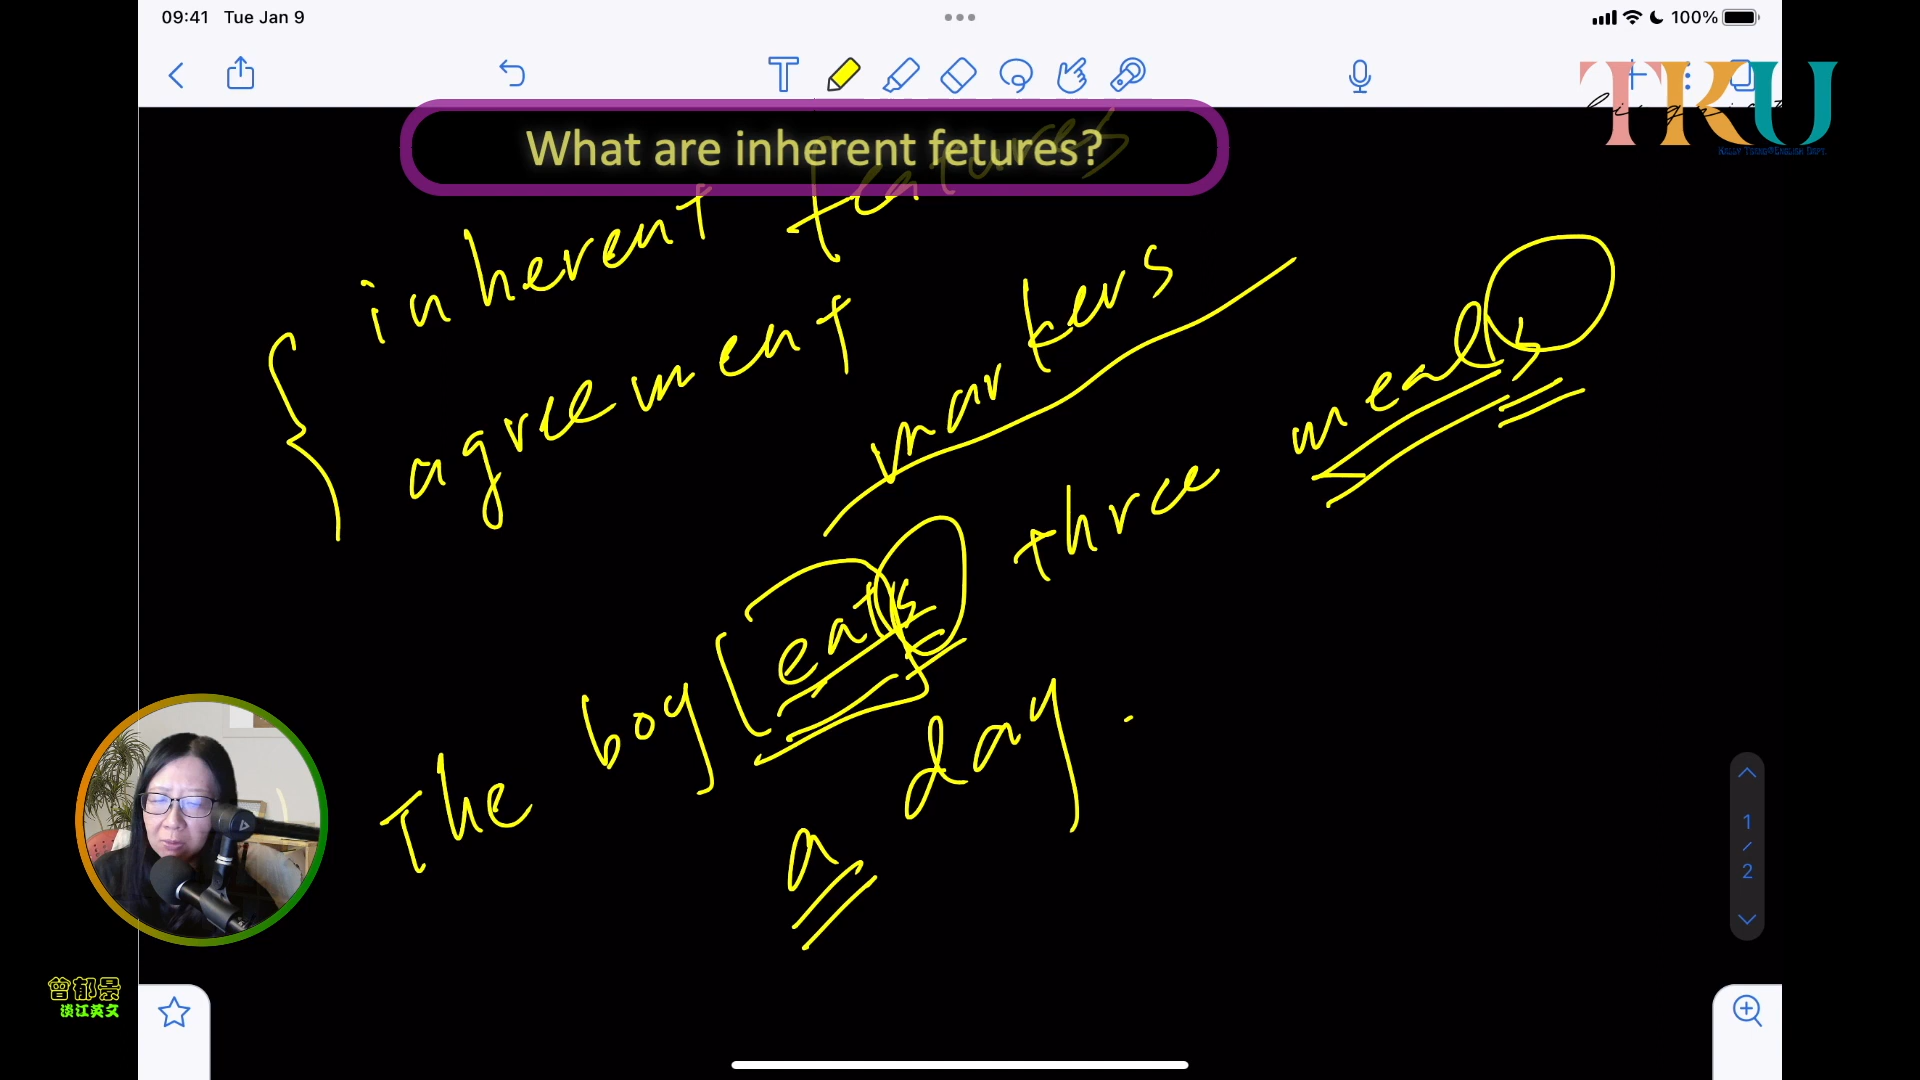 09:41 Tue Jan 9
100%
TKU
What are inherent fetures?
inherent features
agreement markers
The boy [eats] three meals
a day.
1
/
2
曾郁景
淡江英文